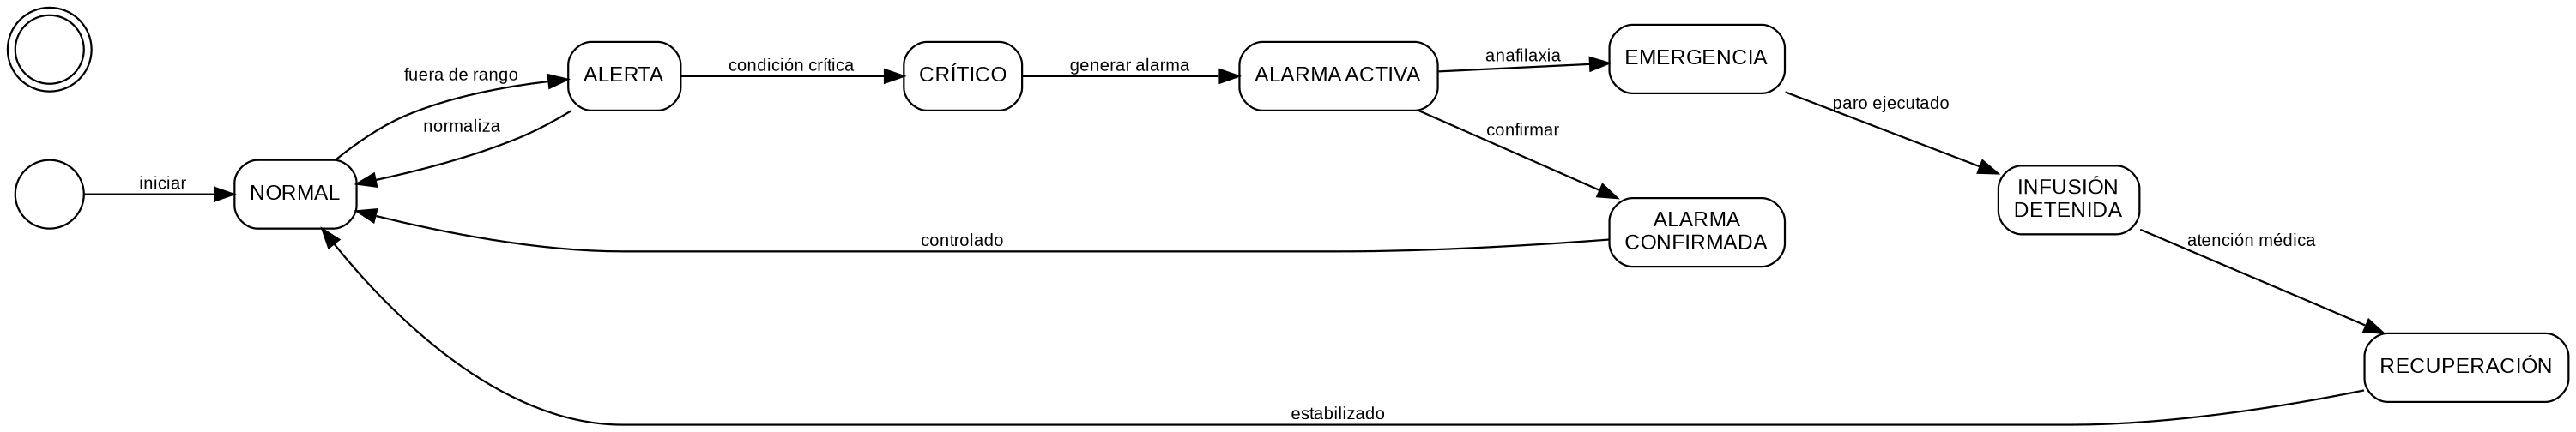 iniciar
NORMAL
fuera de rango
normaliza
ALERTA
condición crítica
CRÍTICO
generar alarma
ALARMA ACTIVA
anafilaxia
confirmar
EMERGENCIA
ALARMA
CONFIRMADA
controlado
paro ejecutado
INFUSIÓN
DETENIDA
atención médica
RECUPERACIÓN
estabilizado